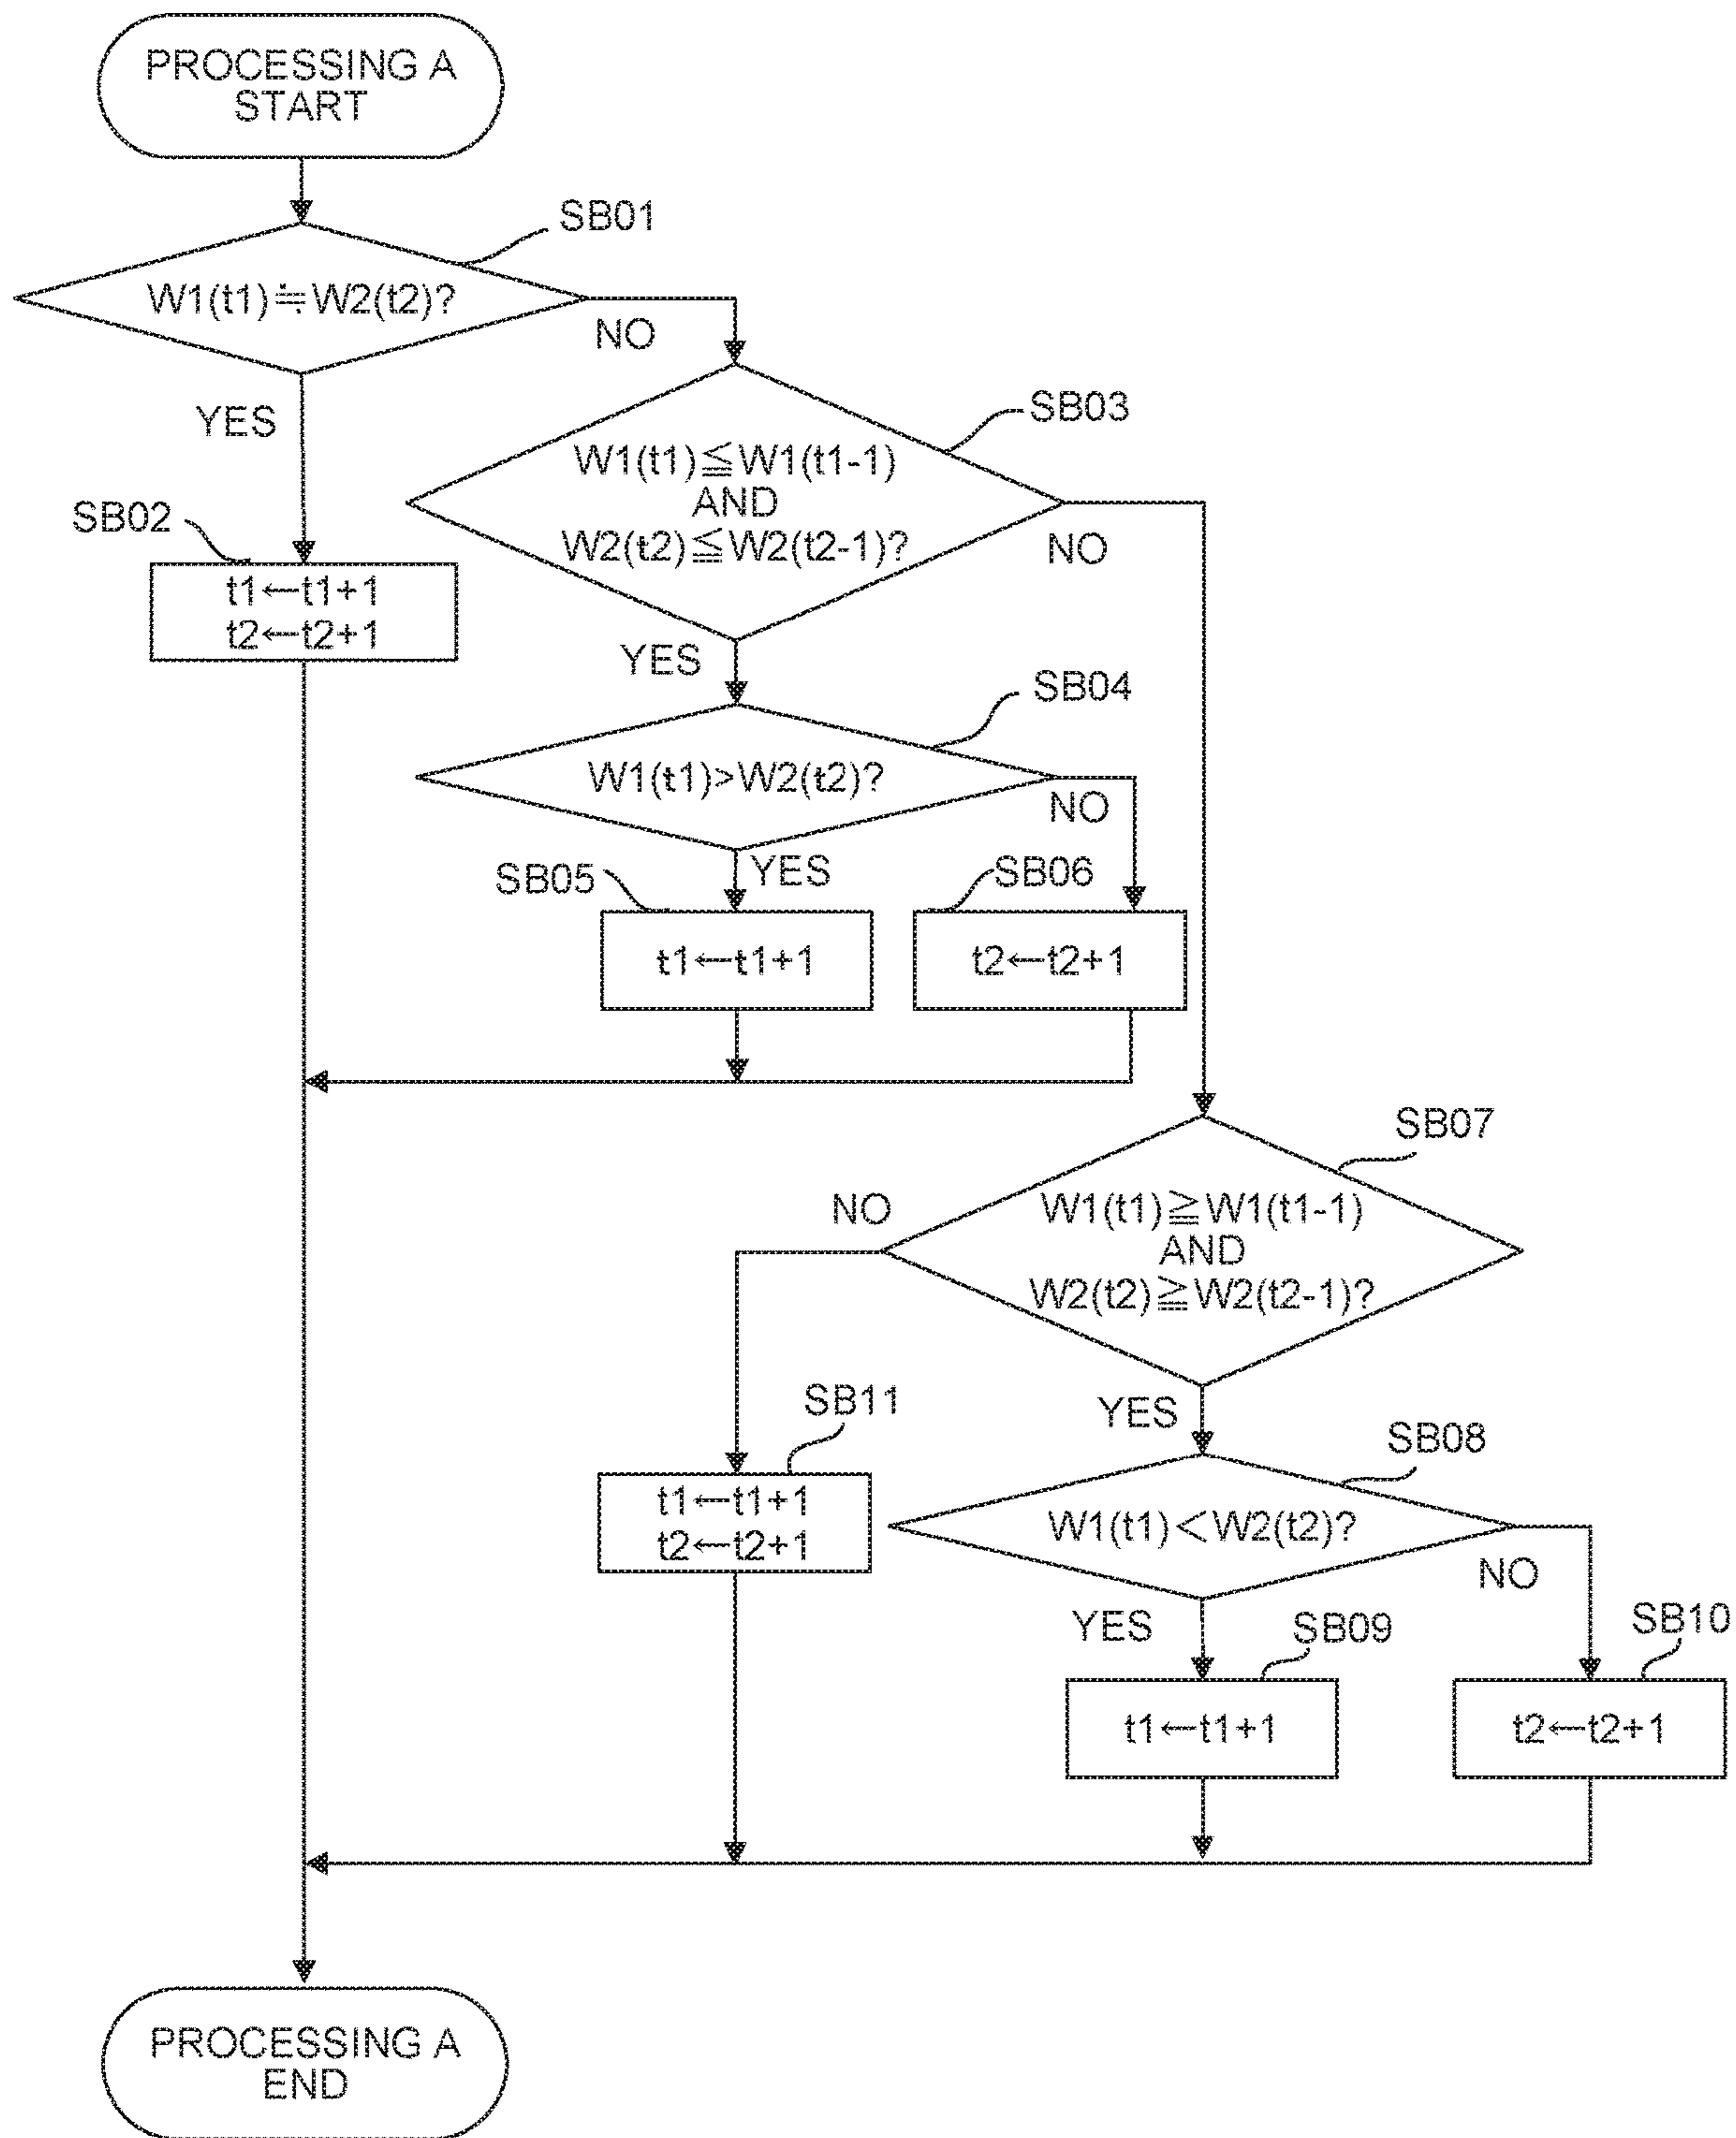 PROCESSING A
START
SB01
W1(t1)≒W2(t2)?
NO
YES
SB03
W1(t1)≦W1(t1-1)
AND
W2(t2)≦W2(t2-1)?
NO
SB02
t1←t1+1
t2←t2+1
YES
SB04
W1(t1)>W2(t2)?
NO
YES
SB05
t1←t1+1
SB06
t2←t2+1
SB07
NO
W1(t1)≧W1(t1-1)
AND
W2(t2)≧W2(t2-1)?
YES
SB11
t1←t1+1
t2←t2+1
SB08
W1(t1)<W2(t2)?
NO
YES
SB09
t1←t1+1
SB10
t2←t2+1
PROCESSING A
END